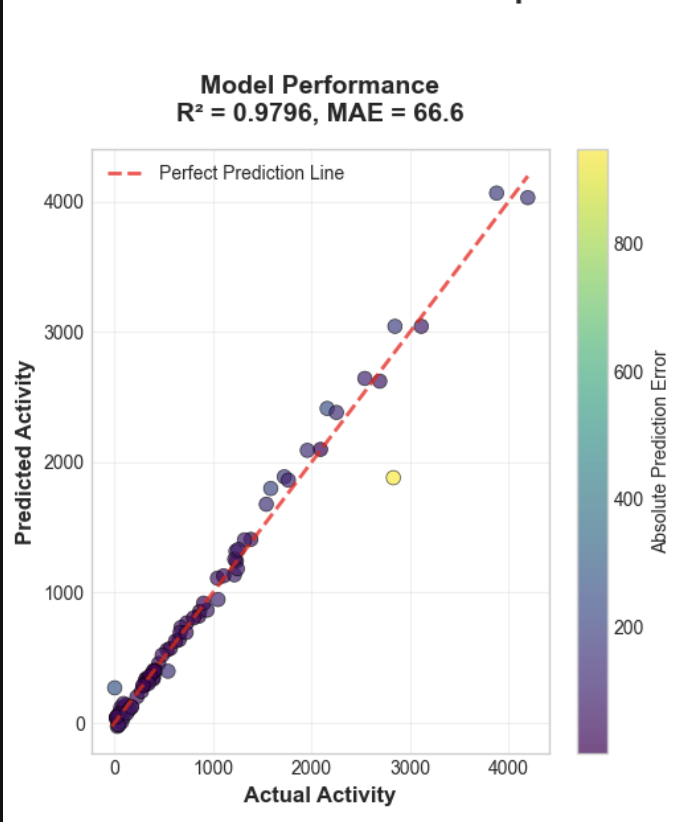 Model Performance
R² = 0.9796, MAE = 66.6
Perfect Prediction Line
4000
3000
2000
1000
0
0 1000 2000 3000 4000
Predicted Activity
Actual Activity
800
600
400
200
Absolute Prediction Error